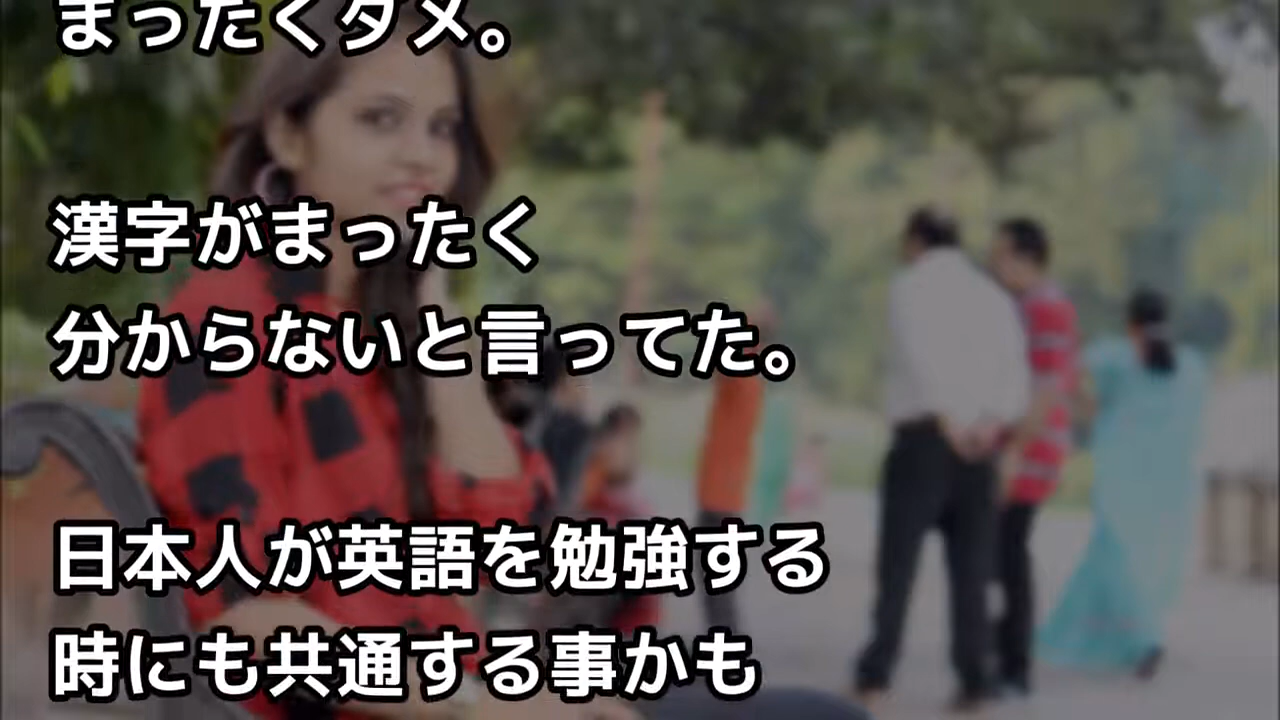 まったくダメ。
漢字がまったく
分からないと言ってた。
日本人が英語を勉強する
時にも共通する事かも